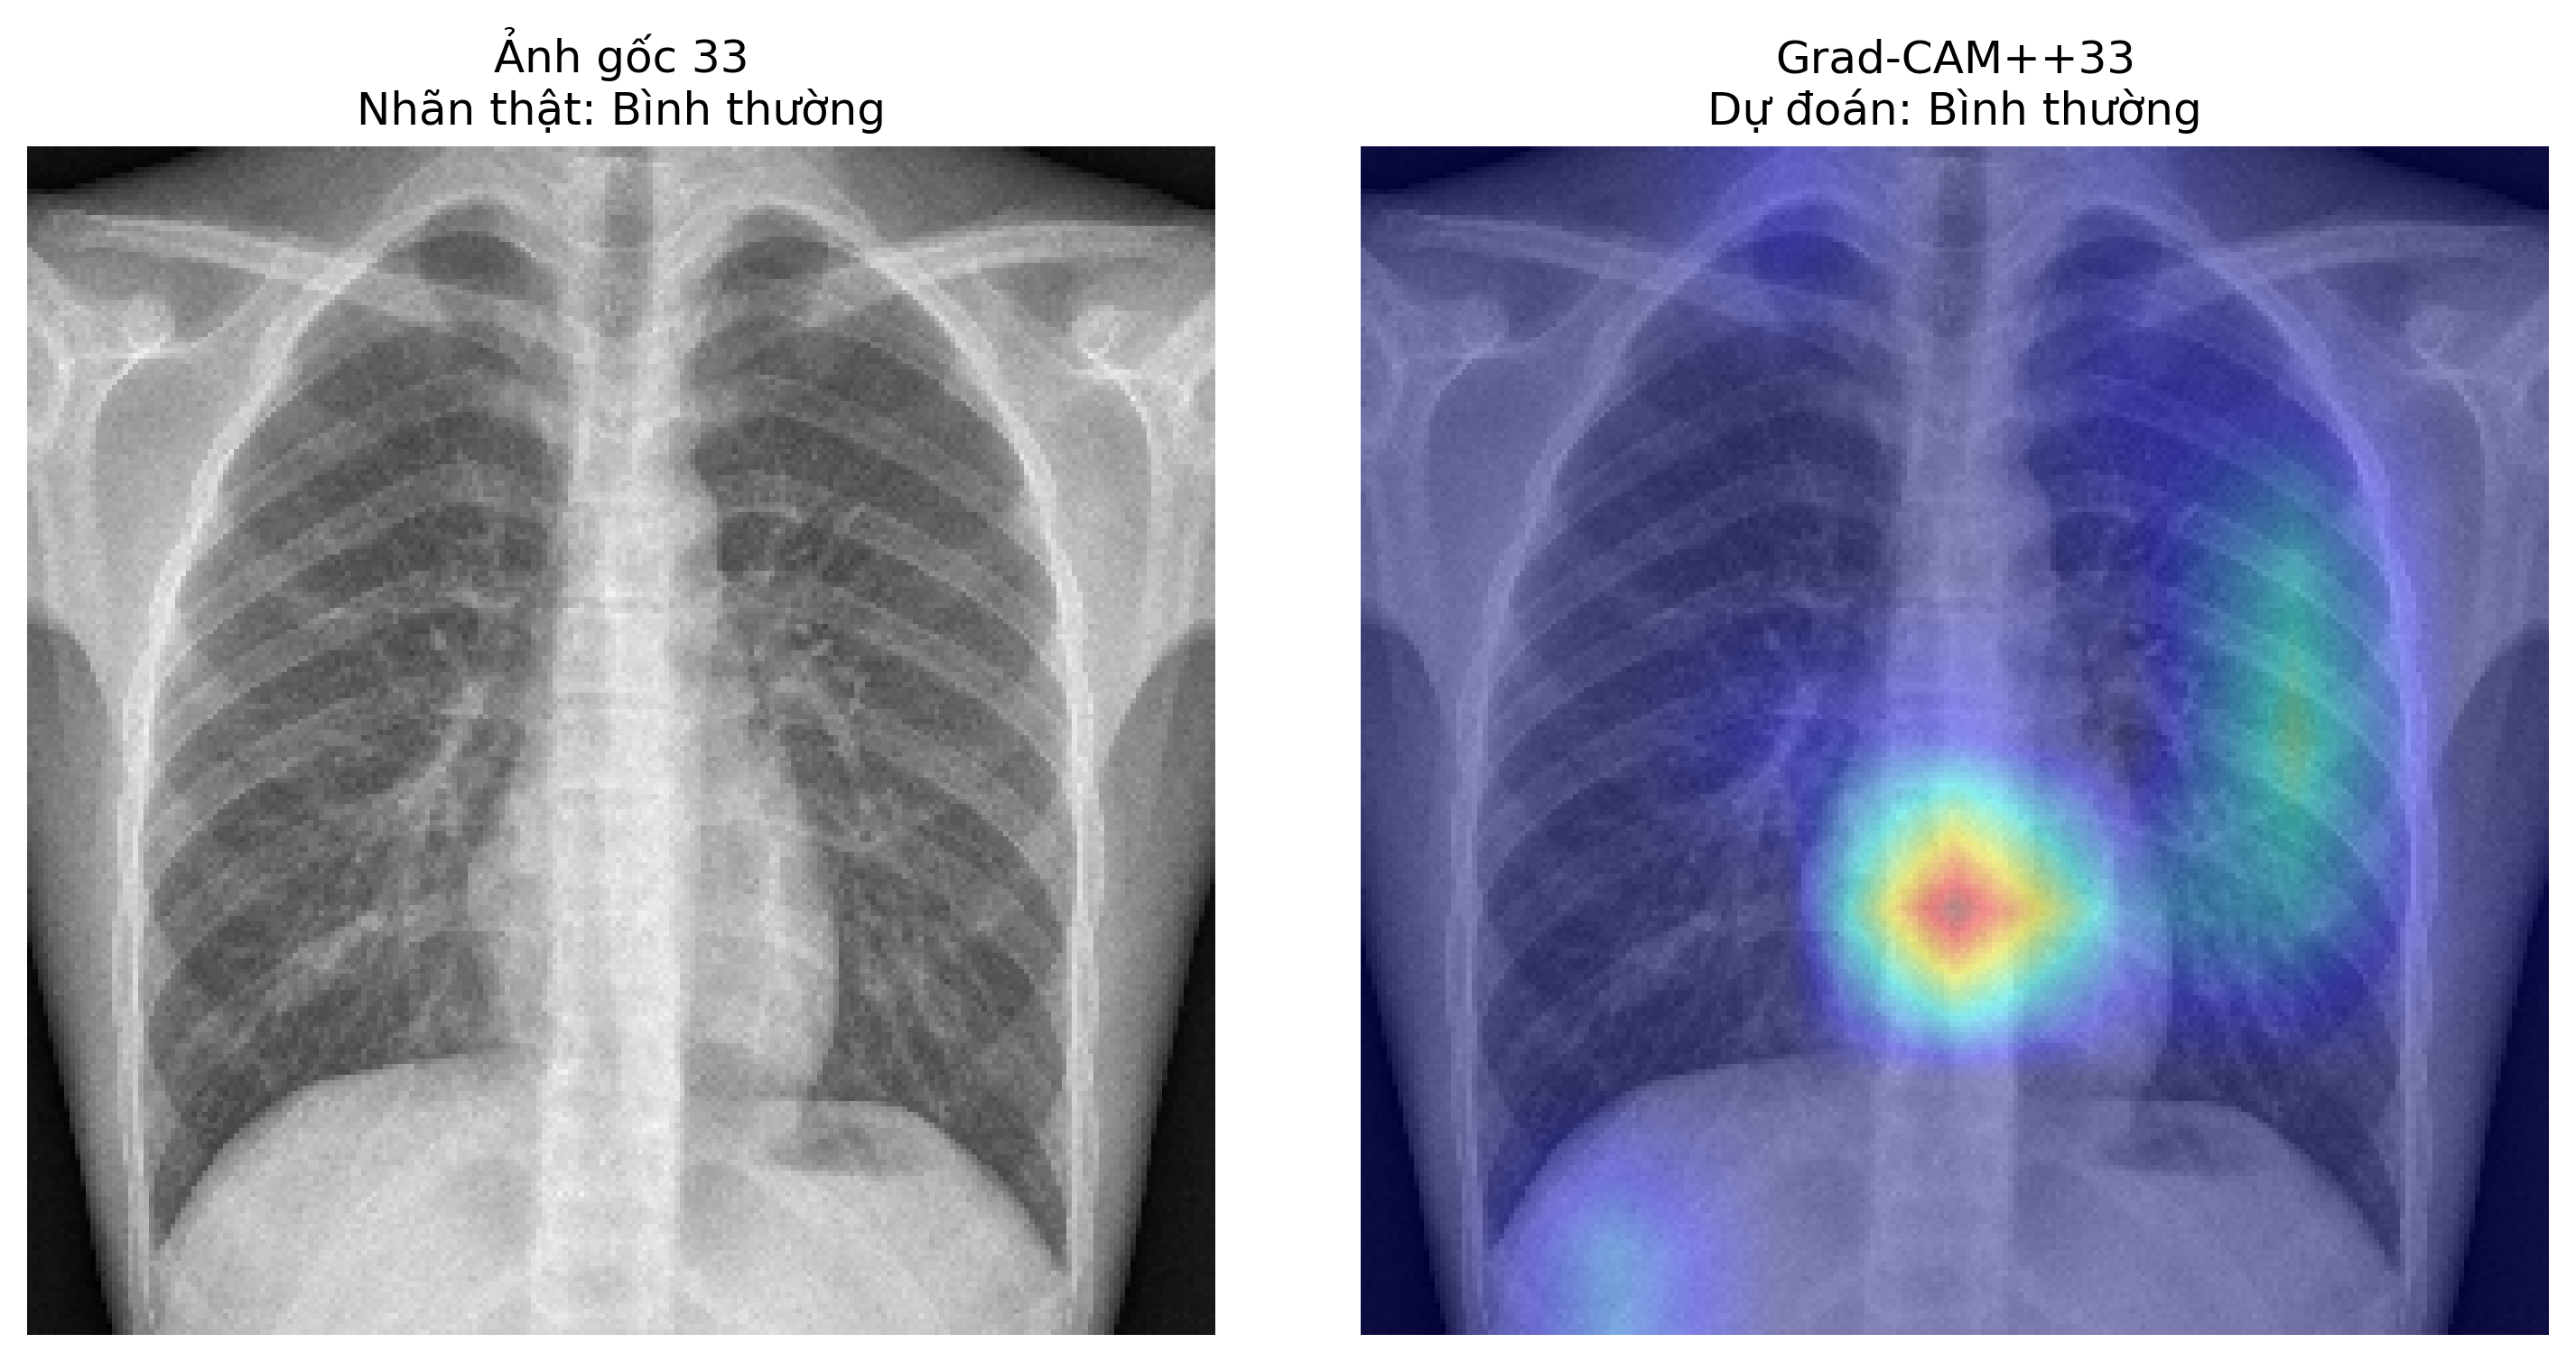 Ảnh gốc 33
Nhãn thật: Bình thường
Grad-CAM++33
Dự đoán: Bình thường